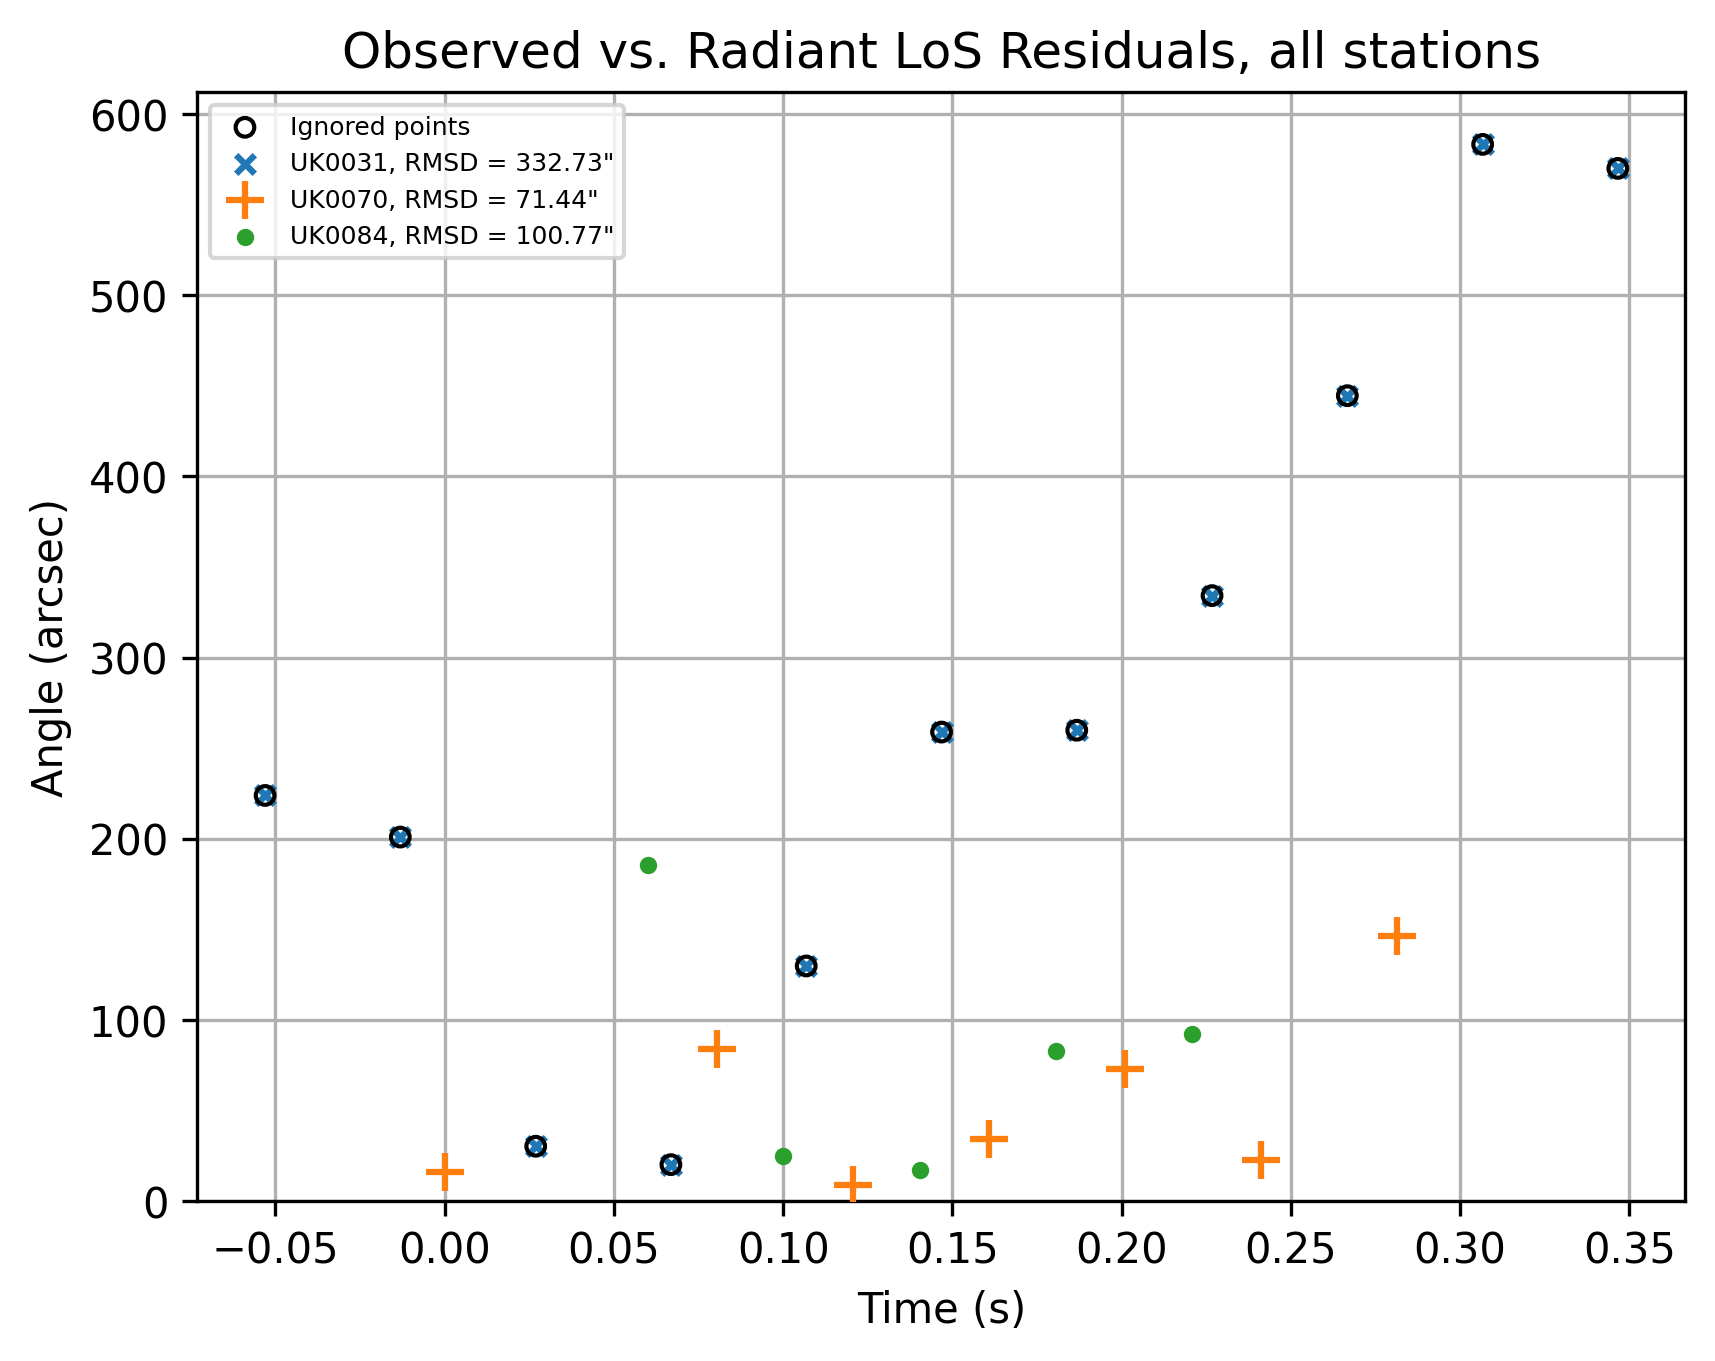 Observed vs. Radiant LoS Residuals, all stations
Ignored points
UK0031, RMSD = 332.73"
UK0070, RMSD = 71.44"
UK0084, RMSD = 100.77"
600
500
400
300
200
100
0
Angle (arcsec)
−0.05 0.00 0.05 0.10 0.15 0.20 0.25 0.30 0.35
Time (s)